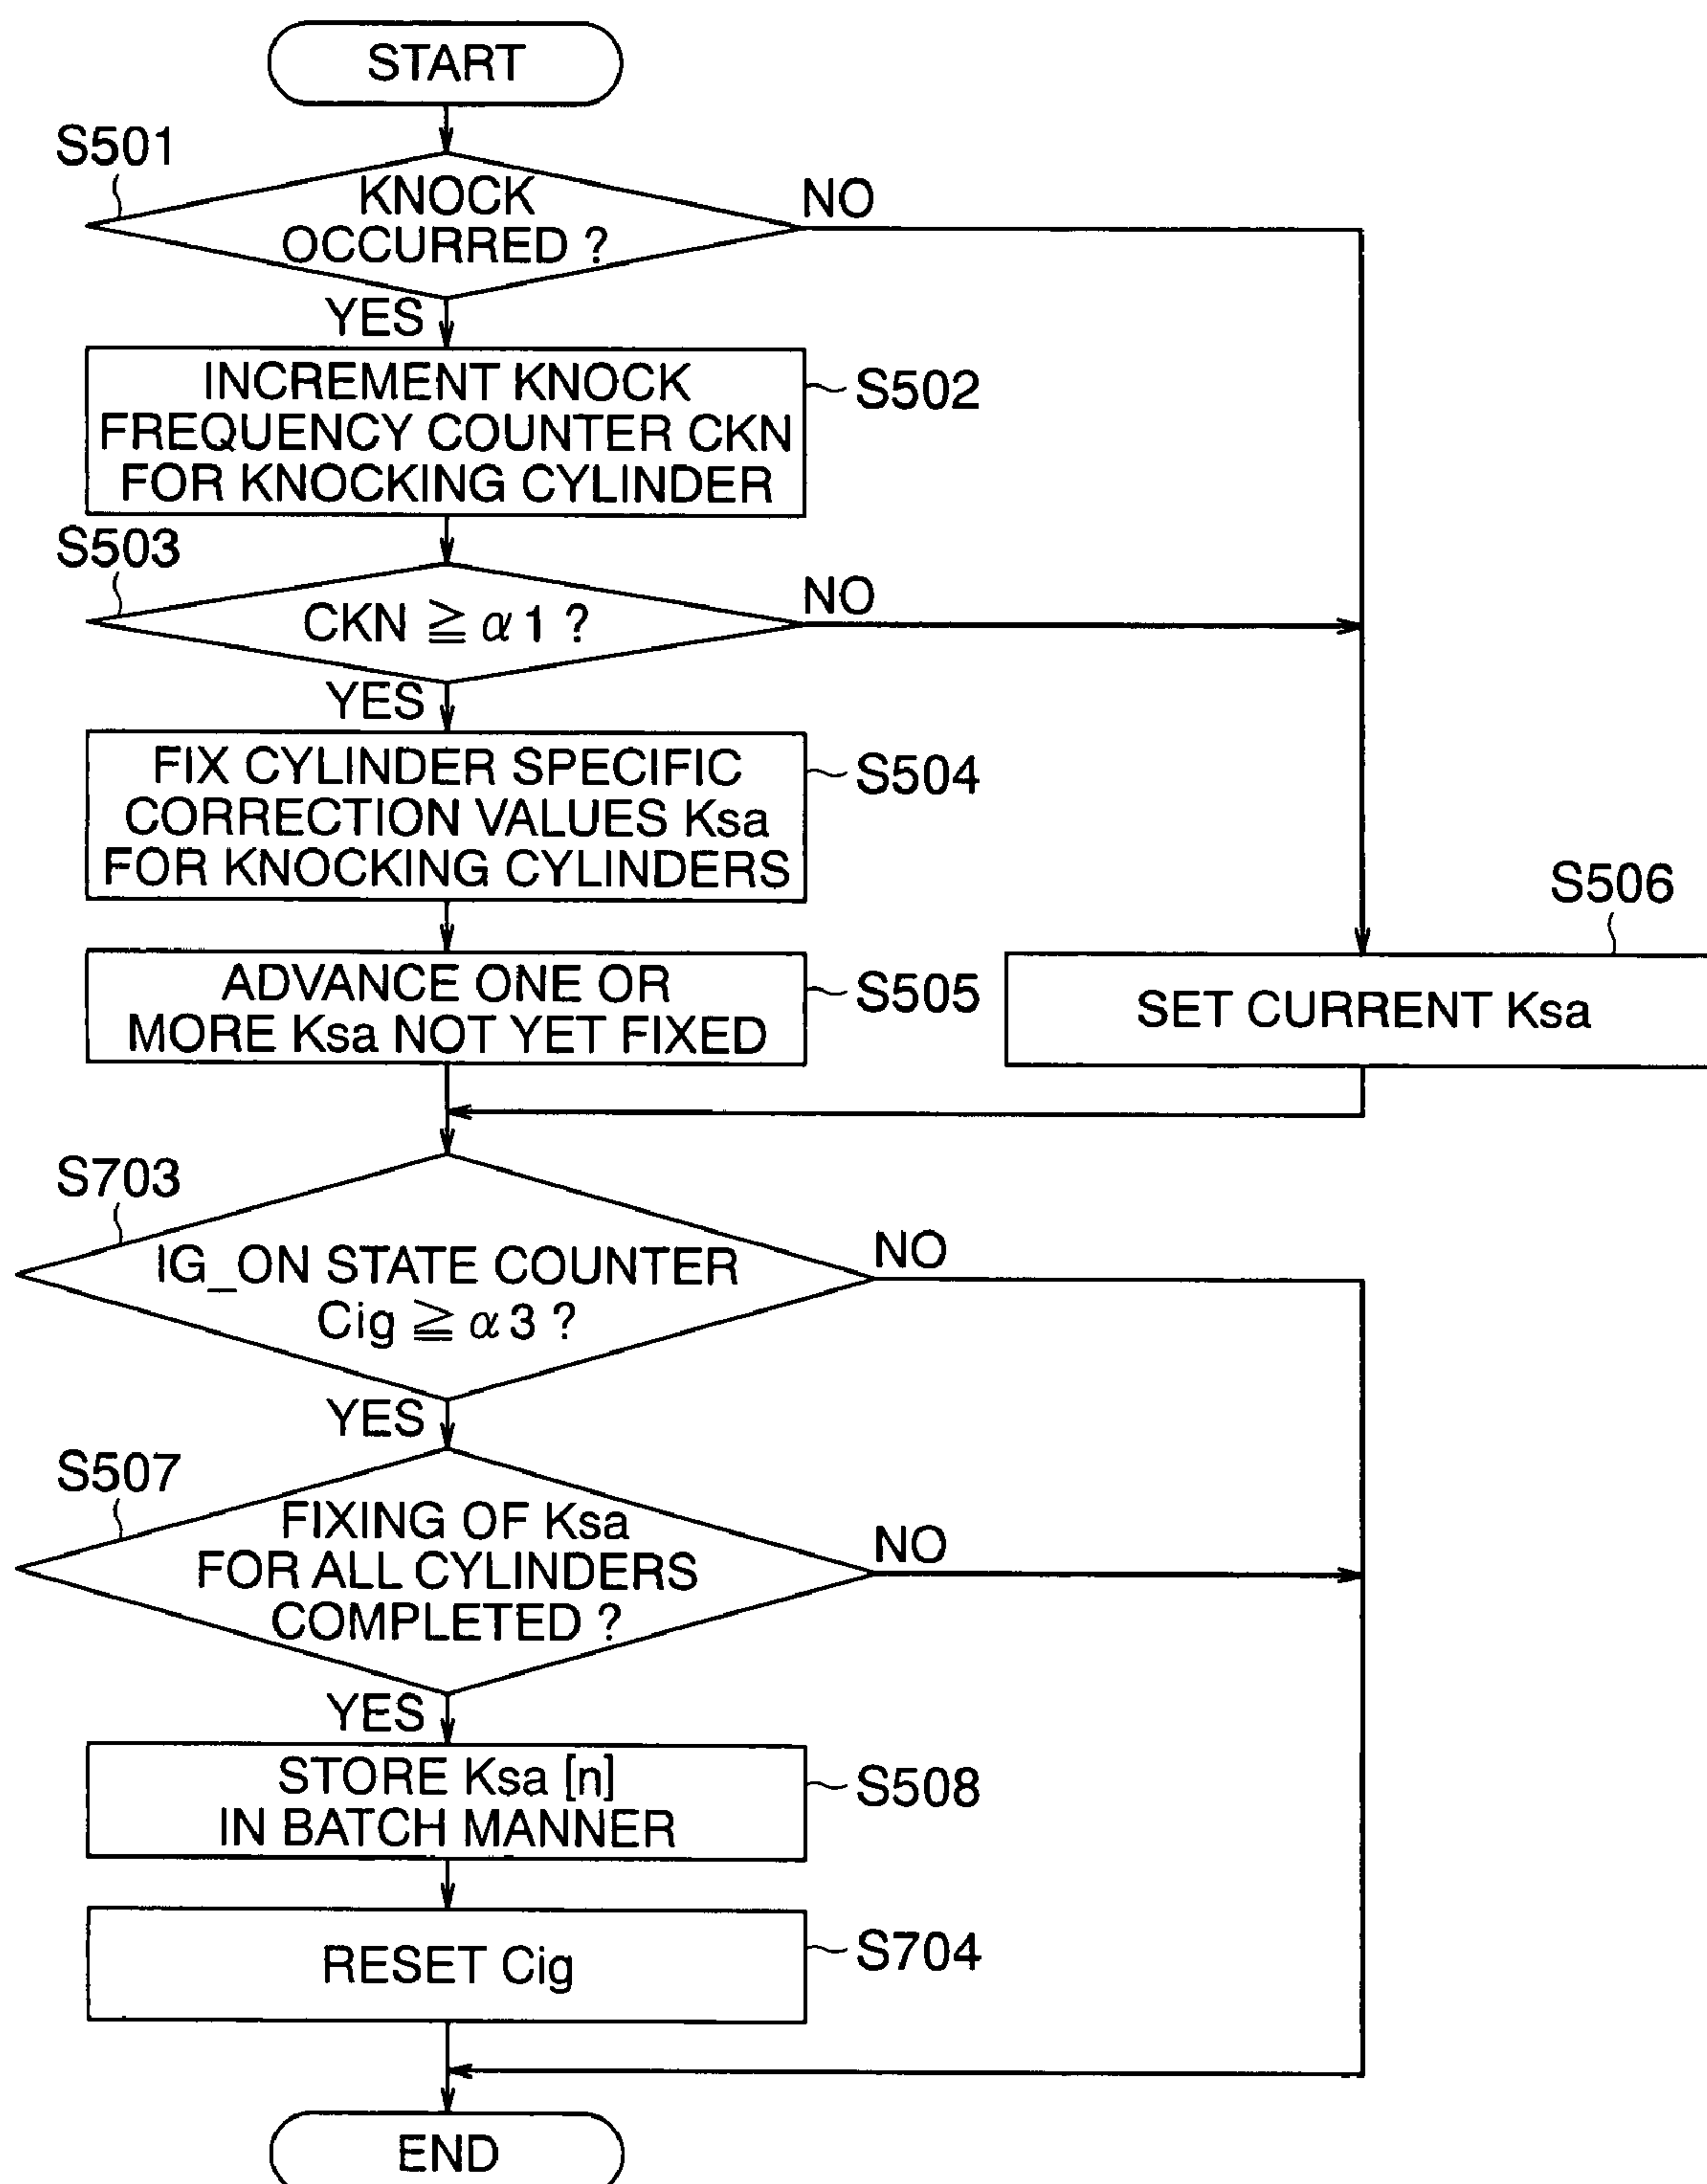 START
S501
KNOCK
OCCURRED ?
NO
YES
INCREMENT KNOCK
FREQUENCY COUNTER CKN
FOR KNOCKING CYLINDER
S502
S503
CKN ≧ α1 ?
NO
YES
FIX CYLINDER SPECIFIC
CORRECTION VALUES Ksa
FOR KNOCKING CYLINDERS
S504
ADVANCE ONE OR
MORE Ksa NOT YET FIXED
S505
S506
SET CURRENT Ksa
S703
IG_ON STATE COUNTER
Cig ≧ α3 ?
NO
YES
S507
FIXING OF Ksa
FOR ALL CYLINDERS
COMPLETED ?
NO
YES
STORE Ksa [n]
IN BATCH MANNER
S508
RESET Cig
S704
END